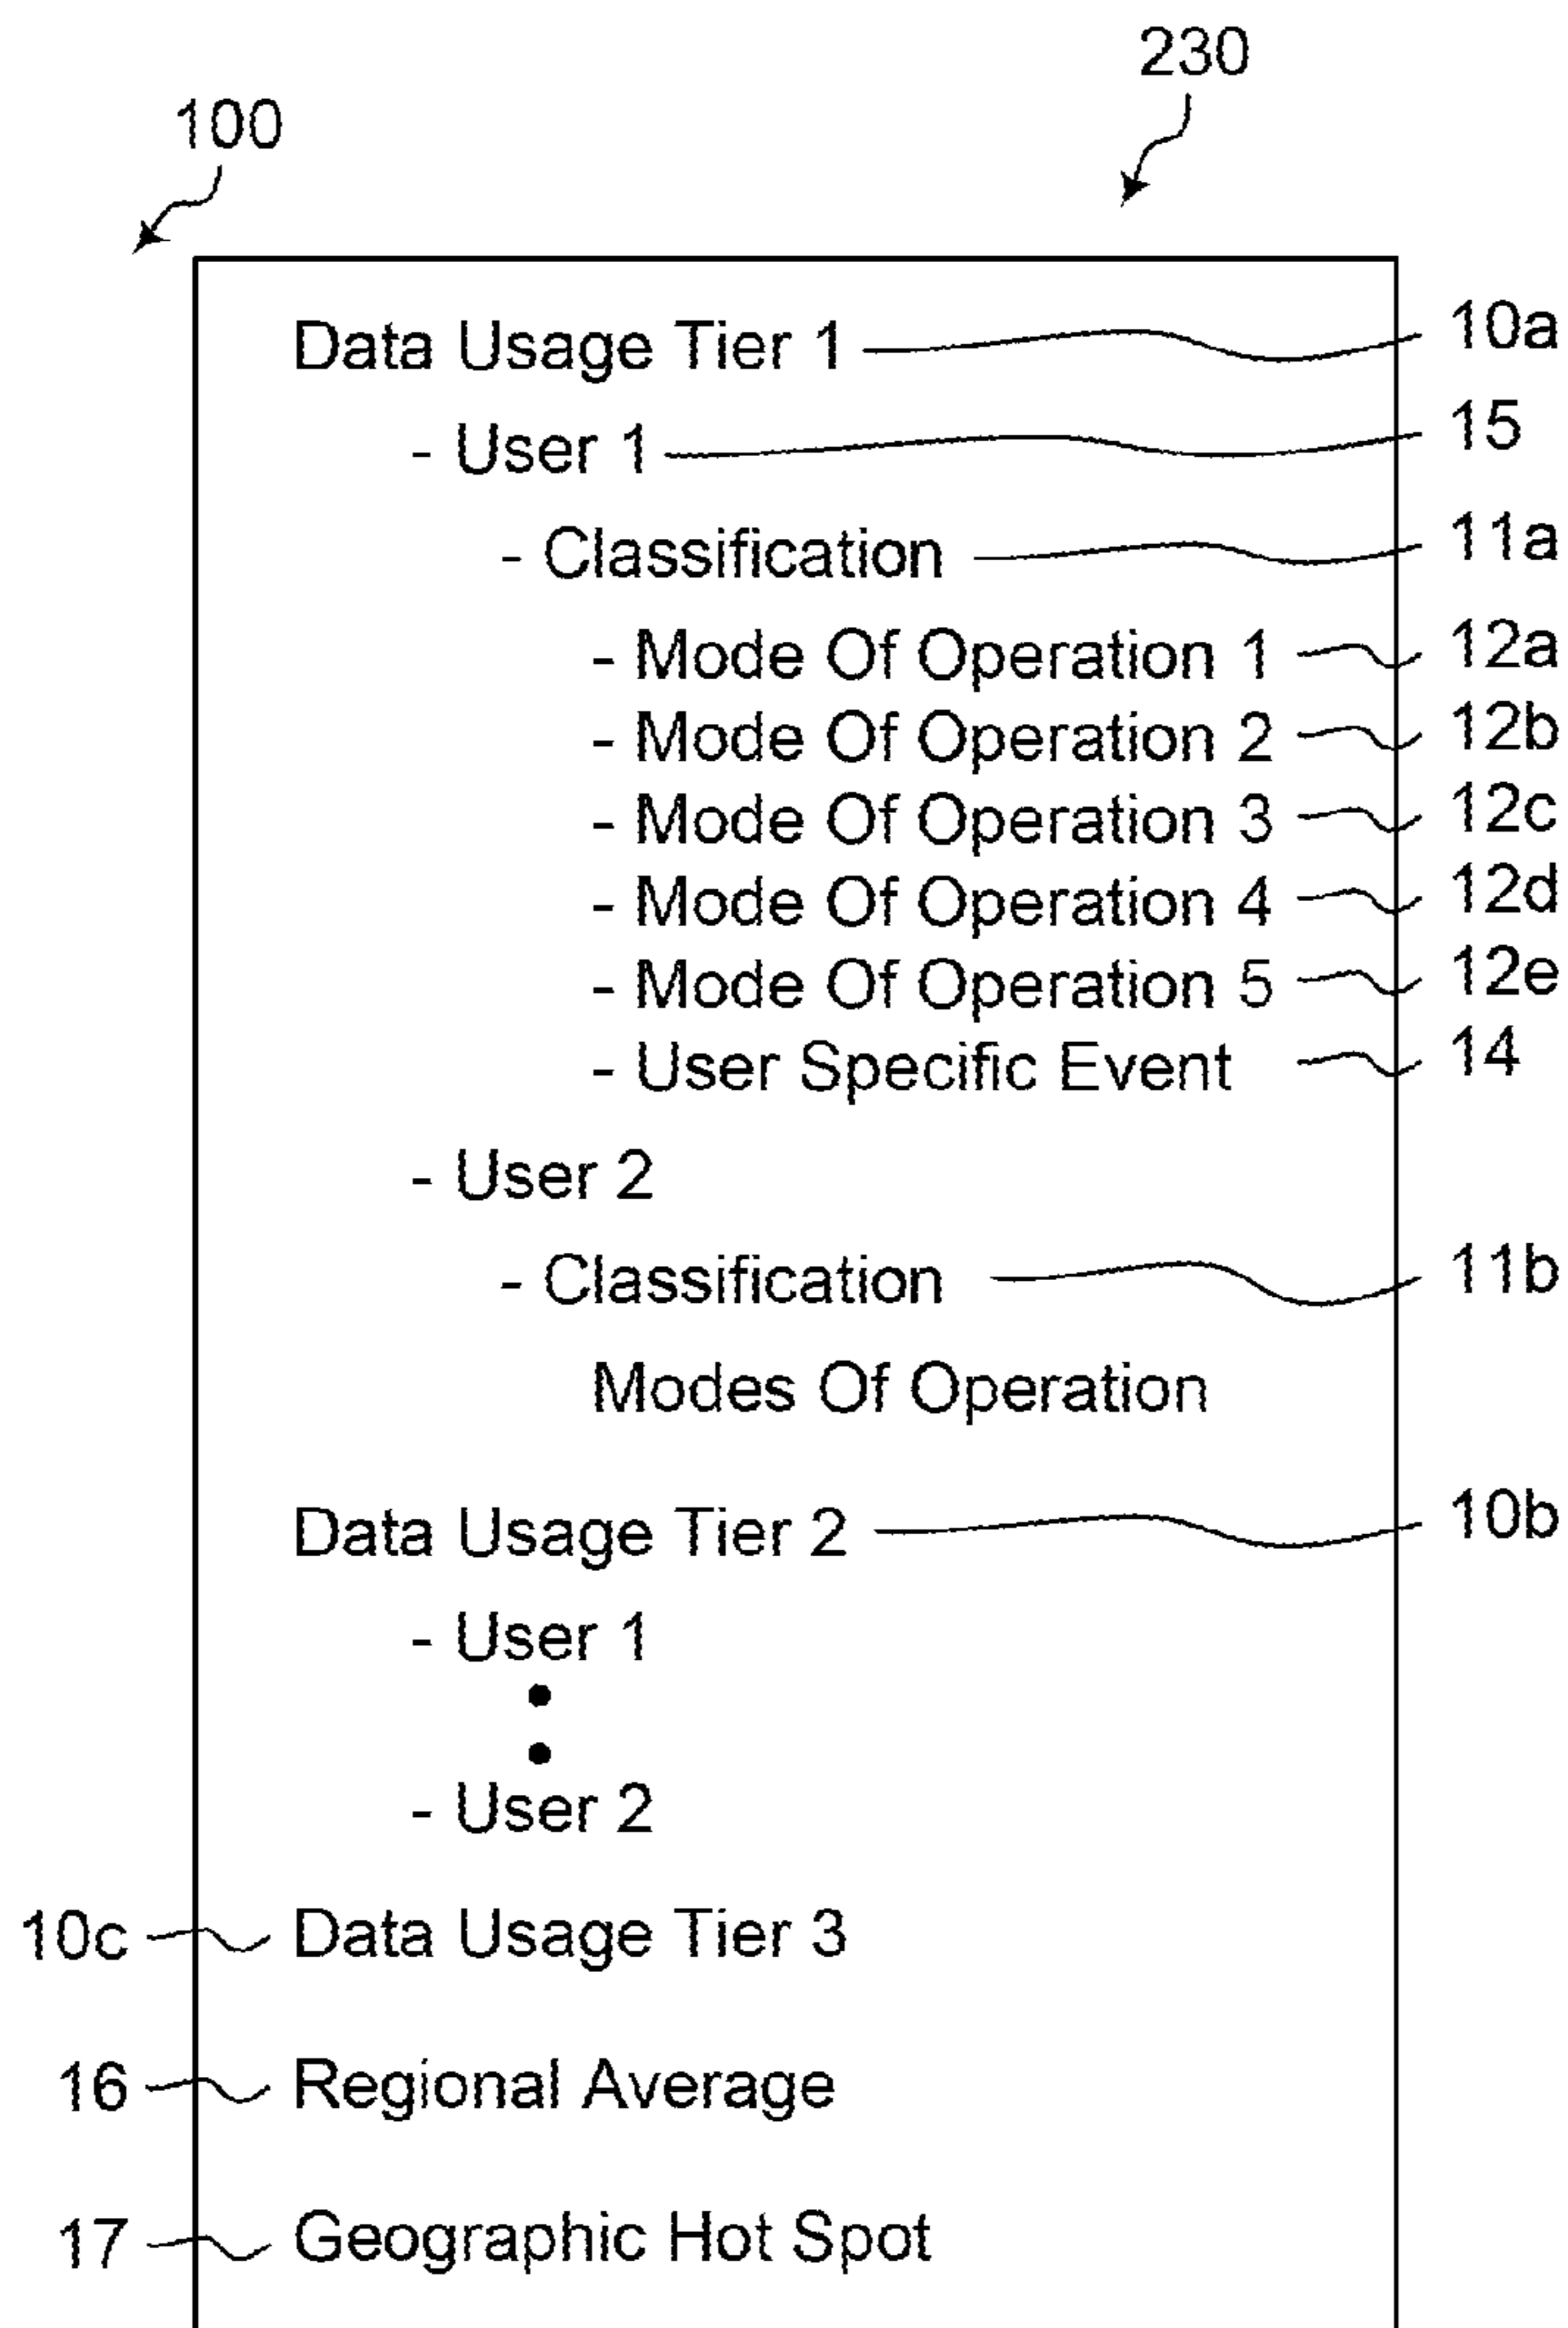 230
100
Data Usage Tier 1 10a
- User 1 15
- Classification 11a
- Mode Of Operation 1 12a
- Mode Of Operation 2 12b
- Mode Of Operation 3 12c
- Mode Of Operation 4 12d
- Mode Of Operation 5 12e
- User Specific Event 14
- User 2
- Classification 11b
Modes Of Operation
Data Usage Tier 2 10b
- User 1
•
•
- User 2
10c Data Usage Tier 3
16 Regional Average
17 Geographic Hot Spot